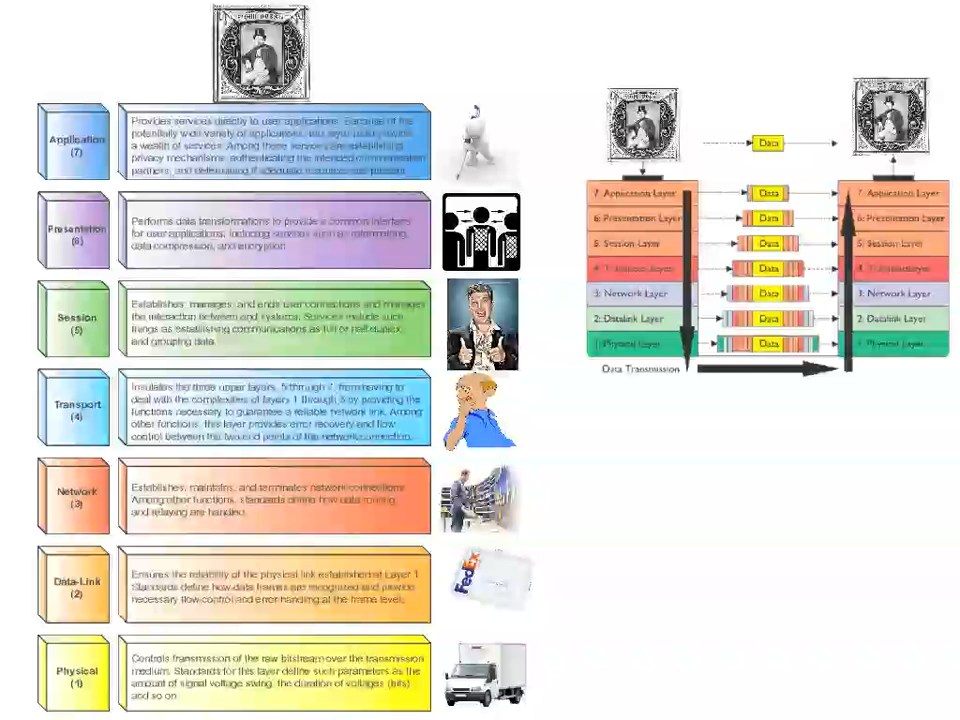 Application
(7)
Provides services directly to user applications. Because of the
potentially wide variety of applications, this layer must provide
a wealth of services. Among these services are establishing
privacy mechanisms, authenticating the intended communication
partners, and determining if adequate resources are present.
Presentation
(6)
Performs data transformations to provide a common interface
for user applications, including services such as reformatting,
data compression, and encryption
Session
(5)
Establishes, manages, and ends user connections and manages
the interaction between end systems. Services include such
things as establishing communications as full or half duplex
and grouping data.
Transport
(4)
Insulates the three upper layers, 5 through 7, from having to
deal with the complexities of layers 1 through 3 by providing the
functions necessary to guarantee a reliable network link. Among
other functions, this layer provides error recovery and flow
control between the two end points of the network connection.
Network
(3)
Establishes, maintains, and terminates network connections.
Among other functions, standards define how data routing
and relaying are handled.
Data-Link
(2)
Ensures the reliability of the physical link established at Layer 1.
Standards define how data frames are recognized and provide
necessary flow control and error handling at the frame level.
FedEx
Physical
(1)
Controls transmission of the raw bitstream over the transmission
medium. Standards for this layer define such parameters as the
amount of signal voltage swing, the duration of voltages (bits)
and so on
Data
7: Application Layer Data 7: Application Layer
6: Presentation Layer Data 6: Presentation Layer
5: Session Layer Data 5: Session Layer
4: Transport Layer Data 4: Transport Layer
3: Network Layer Data 3: Network Layer
2: Datalink Layer Data 2: Datalink Layer
1: Physical Layer Data 1: Physical Layer
Data Transmission